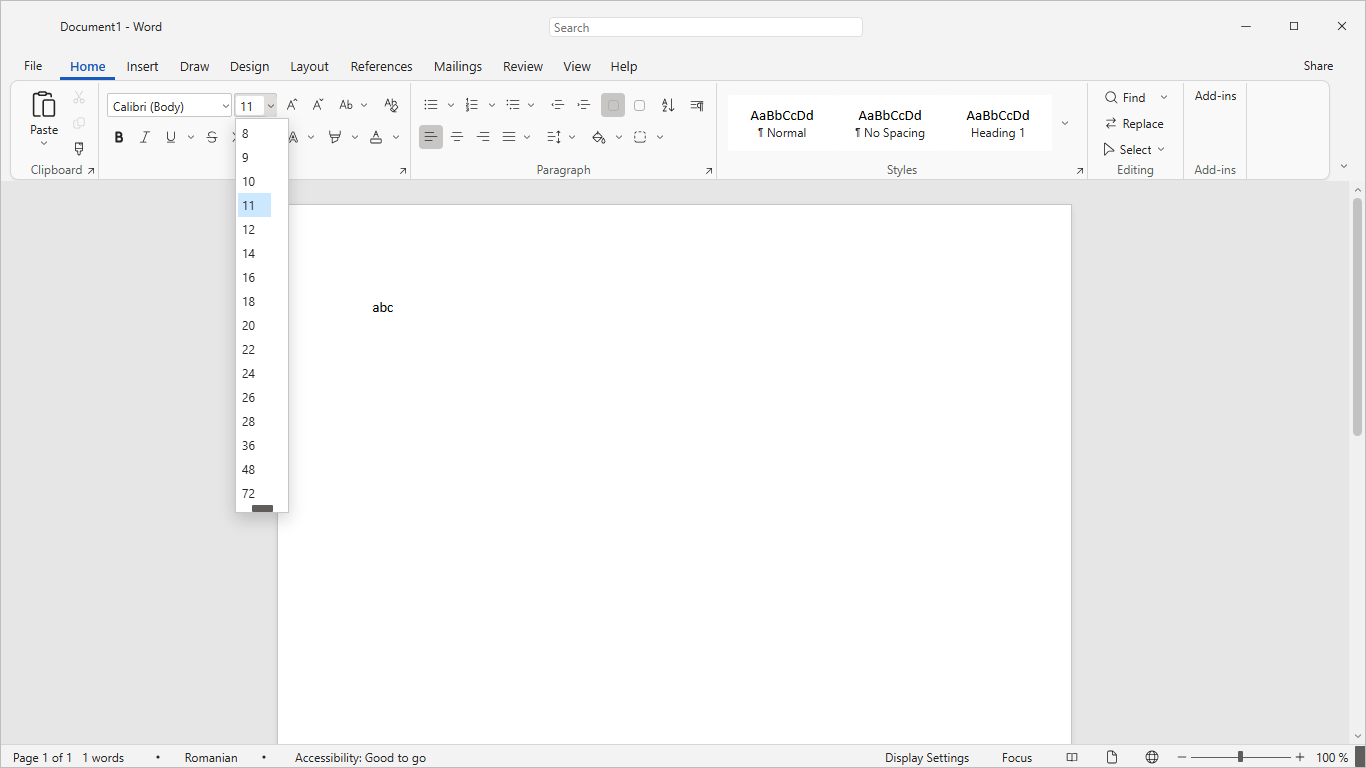 Document1 - Word
Search
File
Home
Insert
Draw
Design
Layout
References
Mailings
Review
View
Help
Share
Paste
Clipboard
Calibri (Body)
11
8
9
10
11
12
14
16
18
20
22
24
26
28
36
48
72
Paragraph
AaBbCcDd
¶ Normal
AaBbCcDd
¶ No Spacing
AaBbCcDd
Heading 1
Styles
Find
Replace
Select
Editing
Add-ins
Add-ins
abc
Page 1 of 1
1 words
Romanian
Accessibility: Good to go
Display Settings
Focus
100 %